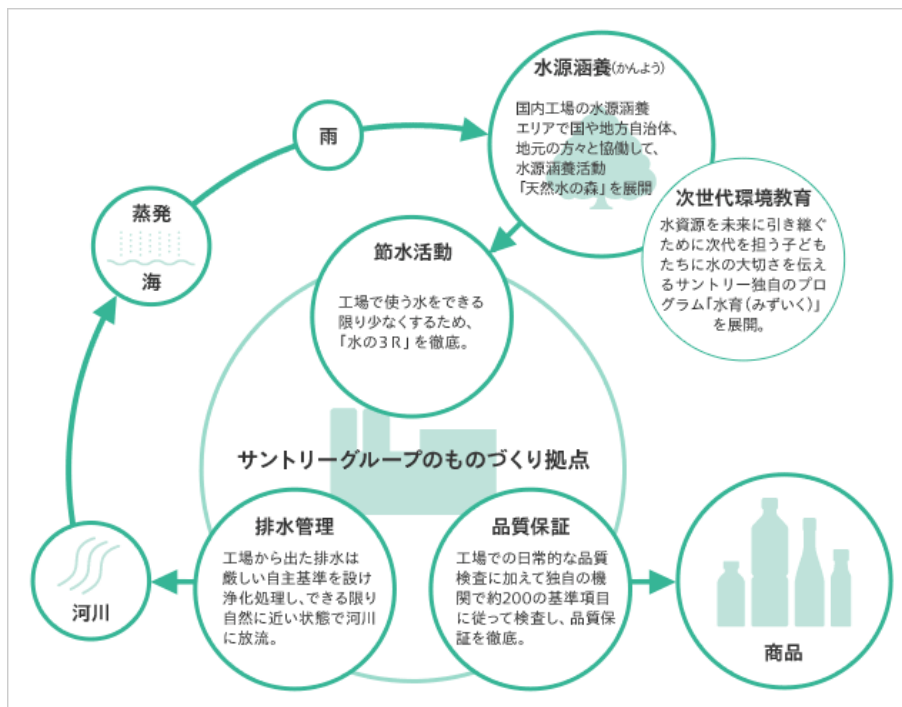 水源涵養(かんよう)
国内工場の水源涵養
エリアで国や地方自治体、
地元の方々と協働して、
水源涵養活動
「天然水の森」を展開
雨
次世代環境教育
水資源を未来に引き継ぐ
ために次代を担う子ども
たちに水の大切さを伝え
るサントリー独自のプロ
グラム「水育(みずいく)」
を展開。
蒸発
海
節水活動
工場で使う水をできる
限り少なくするため、
「水の3R」を徹底。
サントリーグループのものづくり拠点
排水管理
工場から出た排水は
厳しい自主基準を設け
浄化処理し、できる限り
自然に近い状態で河川
に放流。
河川
品質保証
工場での日常的な品質
検査に加えて独自の機
関で約200の基準項目
に従って検査し、品質保
証を徹底。
商品